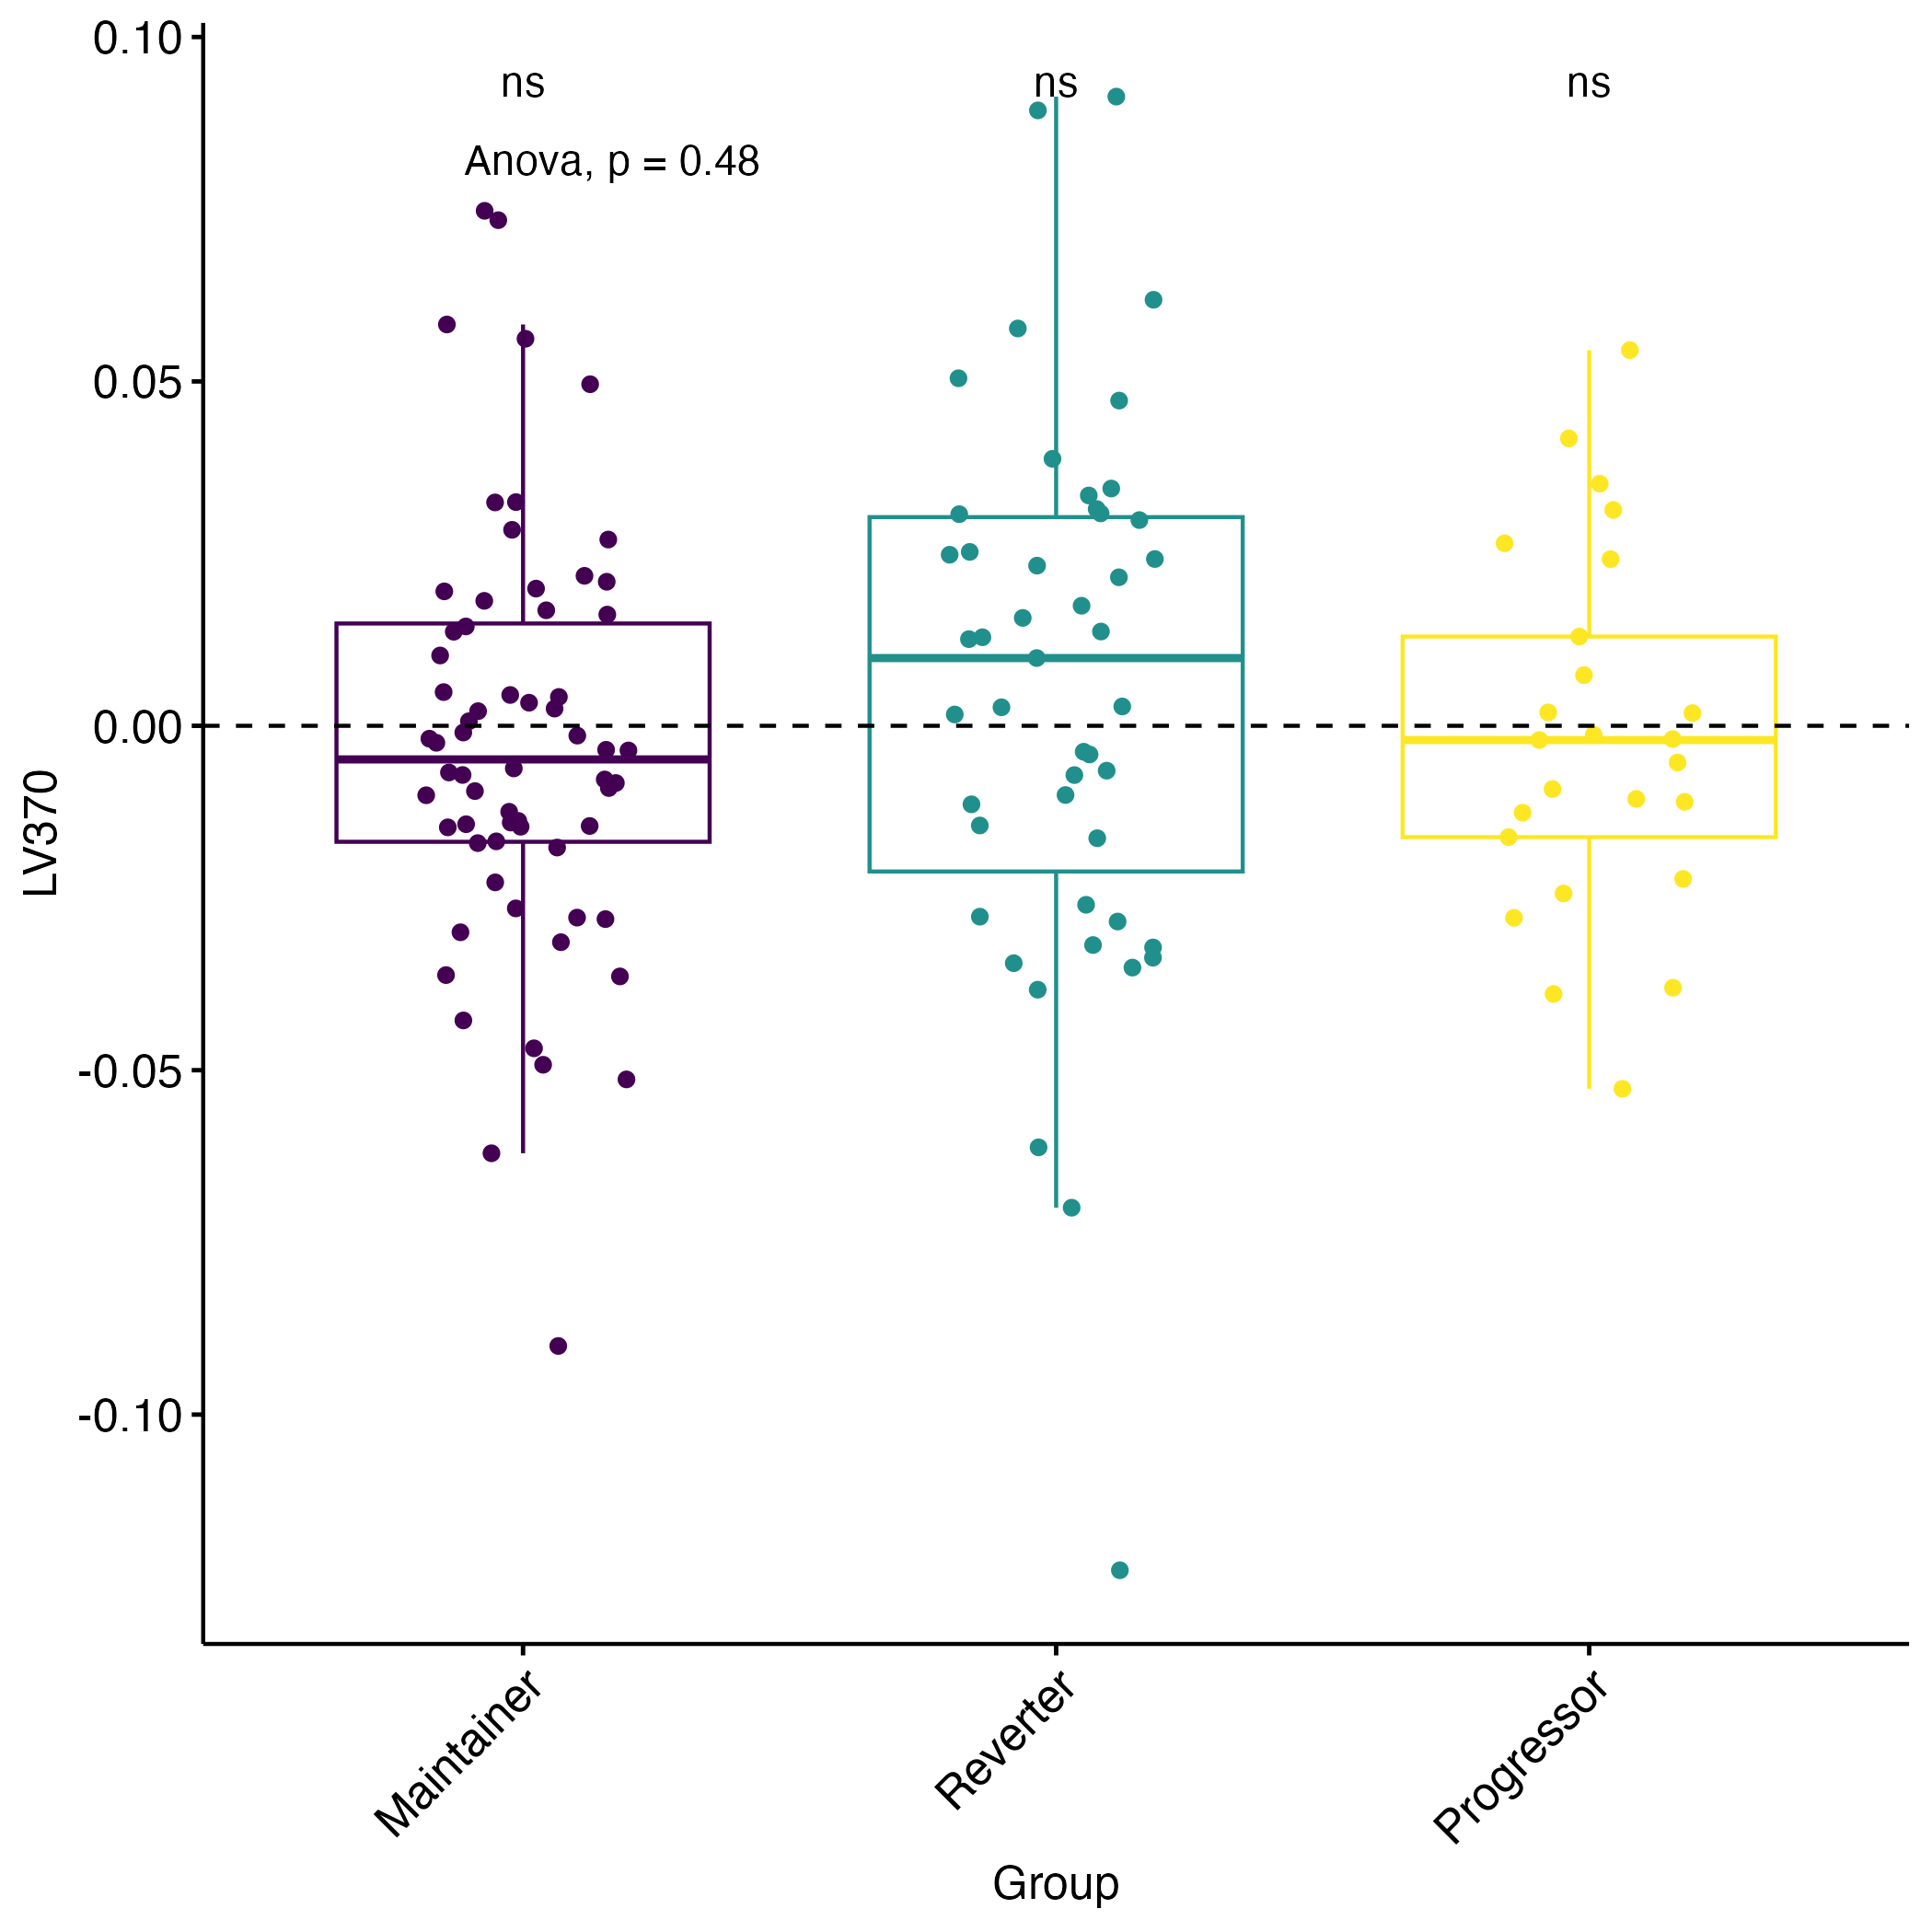 0.10
ns ns ns
Anova, p = 0.48
0.05
0.00
LV370
-0.05
-0.10
Maintainer Reverter Progressor
Group